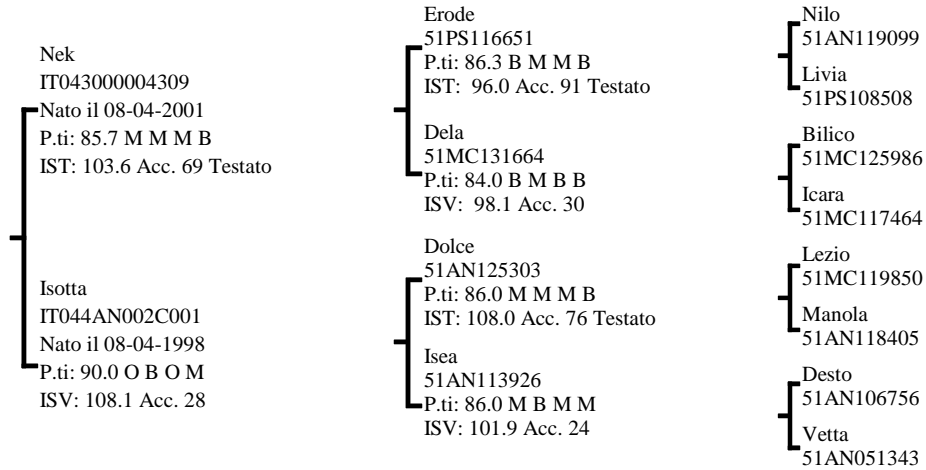 Nek
IT043000004309
Nato il 08-04-2001
P.ti: 85.7 M M M B
IST: 103.6 Acc. 69 Testato
Isotta
IT044AN002C001
Nato il 08-04-1998
P.ti: 90.0 O B O M
ISV: 108.1 Acc. 28
Erode
51PS116651
P.ti: 86.3 B M M B
IST: 96.0 Acc. 91 Testato
Dela
51MC131664
P.ti: 84.0 B M B B
ISV: 98.1 Acc. 30
Dolce
51AN125303
P.ti: 86.0 M M M B
IST: 108.0 Acc. 76 Testato
Isea
51AN113926
P.ti: 86.0 M B M M
ISV: 101.9 Acc. 24
Nilo
51AN119099
Livia
51PS108508
Bilico
51MC125986
Icara
51MC117464
Lezio
51MC119850
Manola
51AN118405
Desto
51AN106756
Vetta
51AN051343